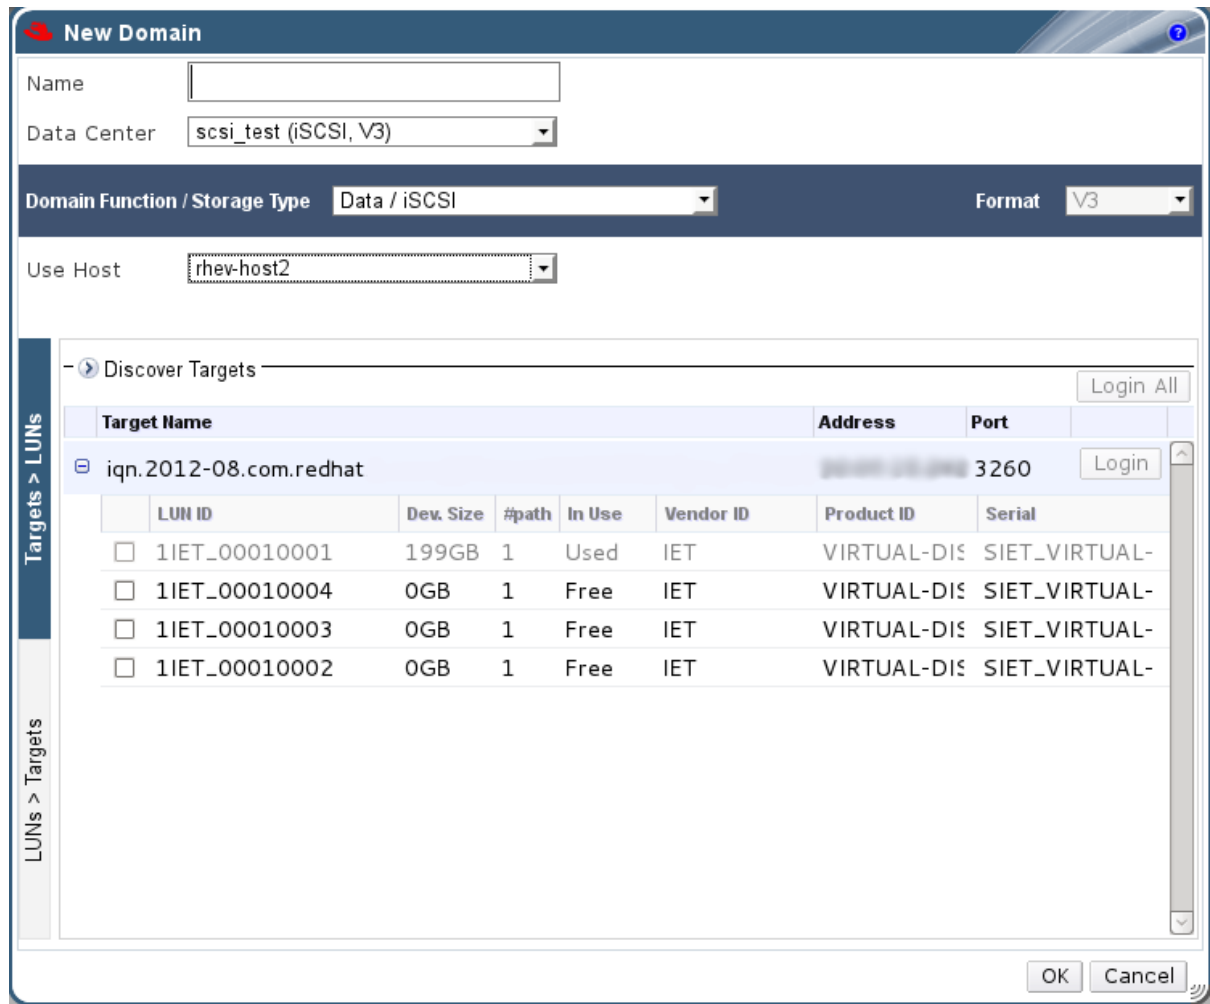 New Domain
?
Name
Data Center scsi_test (iSCSI, V3)
Domain Function / Storage Type Data / iSCSI Format V3
Use Host rhev-host2
Targets > LUNs
LUNs > Targets
Discover Targets
Login All
Target Name Address Port
iqn.2012-08.com.redhat 3260 Login
LUN ID Dev. Size #path In Use Vendor ID Product ID Serial
1IET_00010001 199GB 1 Used IET VIRTUAL-DIS SIET_VIRTUAL-
1IET_00010004 0GB 1 Free IET VIRTUAL-DIS SIET_VIRTUAL-
1IET_00010003 0GB 1 Free IET VIRTUAL-DIS SIET_VIRTUAL-
1IET_00010002 0GB 1 Free IET VIRTUAL-DIS SIET_VIRTUAL-
OK Cancel